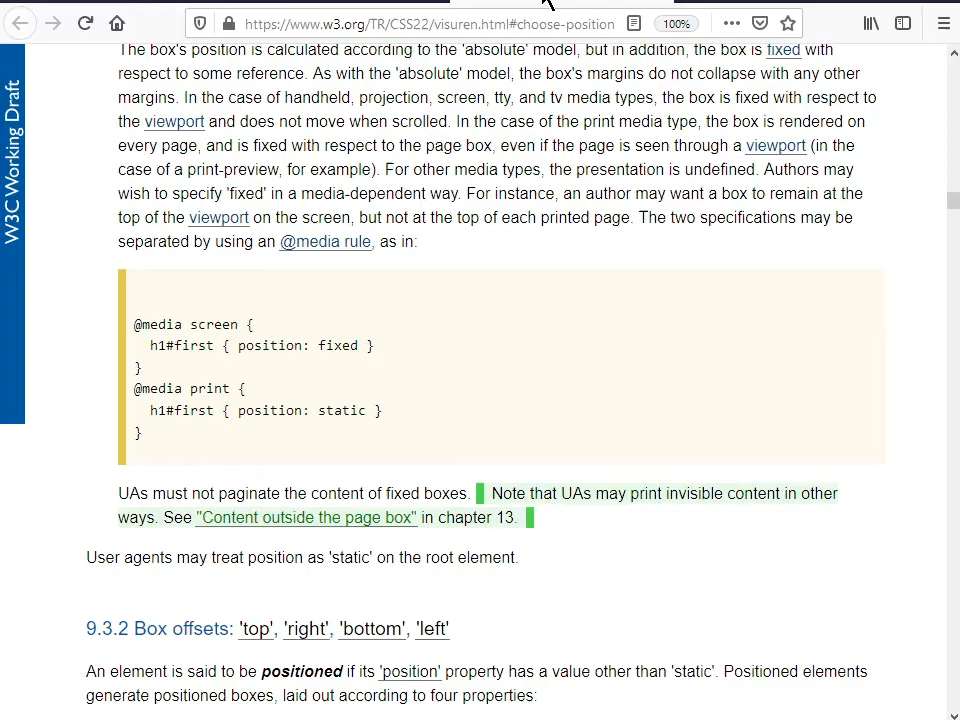 https://www.w3.org/TR/CSS22/visuren.html#choose-position
100%
W3C Working Draft
The box's position is calculated according to the 'absolute' model, but in addition, the box is fixed with
respect to some reference. As with the 'absolute' model, the box's margins do not collapse with any other
margins. In the case of handheld, projection, screen, tty, and tv media types, the box is fixed with respect to
the viewport and does not move when scrolled. In the case of the print media type, the box is rendered on
every page, and is fixed with respect to the page box, even if the page is seen through a viewport (in the
case of a print-preview, for example). For other media types, the presentation is undefined. Authors may
wish to specify 'fixed' in a media-dependent way. For instance, an author may want a box to remain at the
top of the viewport on the screen, but not at the top of each printed page. The two specifications may be
separated by using an @media rule, as in:
@media screen {
h1#first { position: fixed }
}
@media print {
h1#first { position: static }
}
UAs must not paginate the content of fixed boxes. Note that UAs may print invisible content in other
ways. See "Content outside the page box" in chapter 13.
User agents may treat position as 'static' on the root element.
9.3.2 Box offsets: 'top', 'right', 'bottom', 'left'
An element is said to be positioned if its 'position' property has a value other than 'static'. Positioned elements
generate positioned boxes, laid out according to four properties: